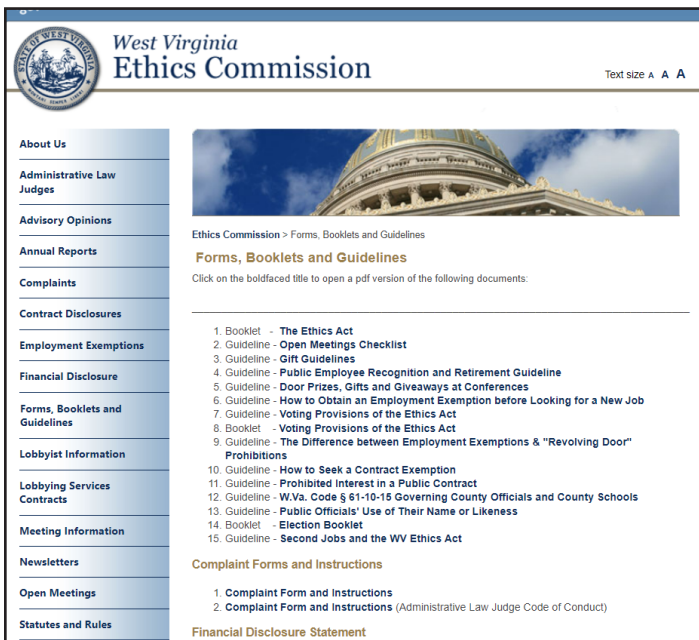 West Virginia
Ethics Commission
Text size A A A
STATE OF WEST VIRGINIA
MONTANI SEMPER LIBERI
About Us
Administrative Law
Judges
Advisory Opinions
Annual Reports
Complaints
Contract Disclosures
Employment Exemptions
Financial Disclosure
Forms, Booklets and
Guidelines
Lobbyist Information
Lobbying Services
Contracts
Meeting Information
Newsletters
Open Meetings
Statutes and Rules
Ethics Commission > Forms, Booklets and Guidelines
Forms, Booklets and Guidelines
Click on the boldfaced title to open a pdf version of the following documents:
1. Booklet - The Ethics Act
2. Guideline - Open Meetings Checklist
3. Guideline - Gift Guidelines
4. Guideline - Public Employee Recognition and Retirement Guideline
5. Guideline - Door Prizes, Gifts and Giveaways at Conferences
6. Guideline - How to Obtain an Employment Exemption before Looking for a New Job
7. Guideline - Voting Provisions of the Ethics Act
8. Booklet - Voting Provisions of the Ethics Act
9. Guideline - The Difference between Employment Exemptions & "Revolving Door"
Prohibitions
10. Guideline - How to Seek a Contract Exemption
11. Guideline - Prohibited Interest in a Public Contract
12. Guideline - W.Va. Code § 61-10-15 Governing County Officials and County Schools
13. Guideline - Public Officials' Use of Their Name or Likeness
14. Booklet - Election Booklet
15. Guideline - Second Jobs and the WV Ethics Act
Complaint Forms and Instructions
1. Complaint Form and Instructions
2. Complaint Form and Instructions (Administrative Law Judge Code of Conduct)
Financial Disclosure Statement